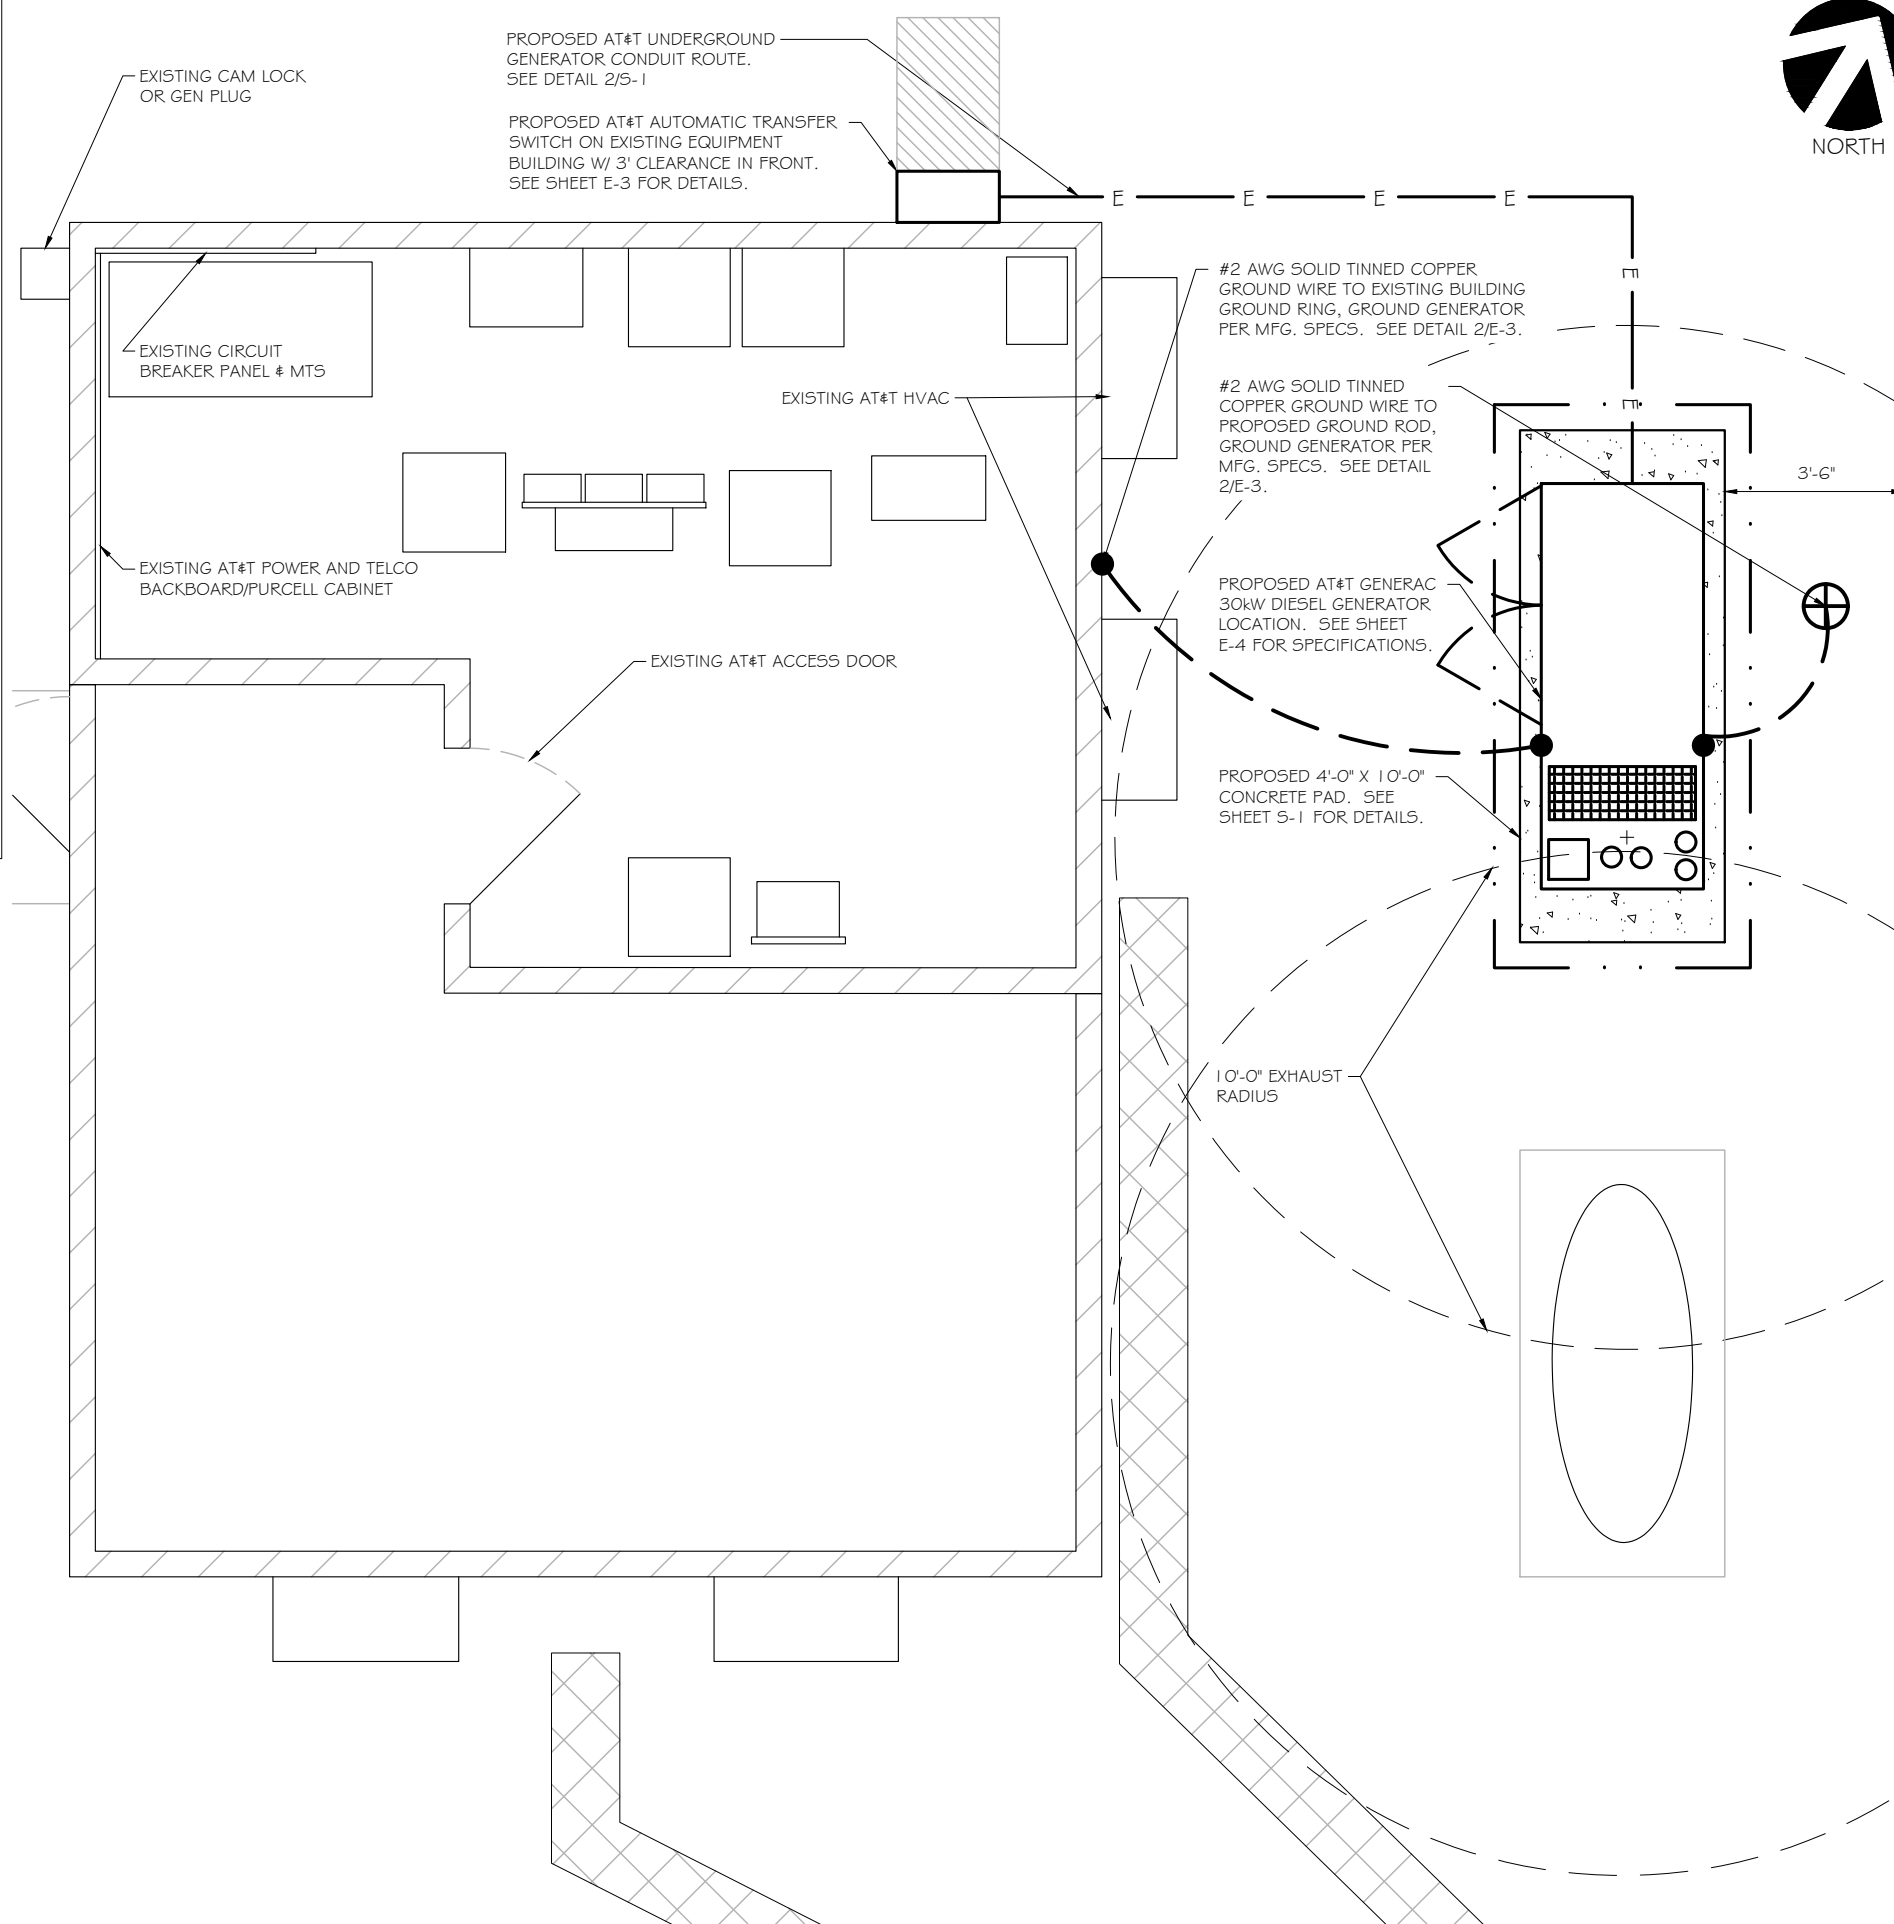 PROPOSED AT&T UNDERGROUND
GENERATOR CONDUIT ROUTE.
SEE DETAIL 2/S-1
EXISTING CAM LOCK
OR GEN PLUG
PROPOSED AT&T AUTOMATIC TRANSFER
SWITCH ON EXISTING EQUIPMENT
BUILDING W/ 3' CLEARANCE IN FRONT.
SEE SHEET E-3 FOR DETAILS.
NORTH
E E E E
E
#2 AWG SOLID TINNED COPPER
GROUND WIRE TO EXISTING BUILDING
GROUND RING, GROUND GENERATOR
PER MFG. SPECS. SEE DETAIL 2/E-3.
EXISTING CIRCUIT
BREAKER PANEL & MTS
EXISTING AT&T HVAC
#2 AWG SOLID TINNED
COPPER GROUND WIRE TO
PROPOSED GROUND ROD,
GROUND GENERATOR PER
MFG. SPECS. SEE DETAIL
2/E-3.
E
3'-6"
EXISTING AT&T POWER AND TELCO
BACKBOARD/PURCELL CABINET
PROPOSED AT&T GENERAC
30kW DIESEL GENERATOR
LOCATION. SEE SHEET
E-4 FOR SPECIFICATIONS.
EXISTING AT&T ACCESS DOOR
PROPOSED 4'-0" X 10'-0"
CONCRETE PAD. SEE
SHEET S-1 FOR DETAILS.
10'-0" EXHAUST
RADIUS